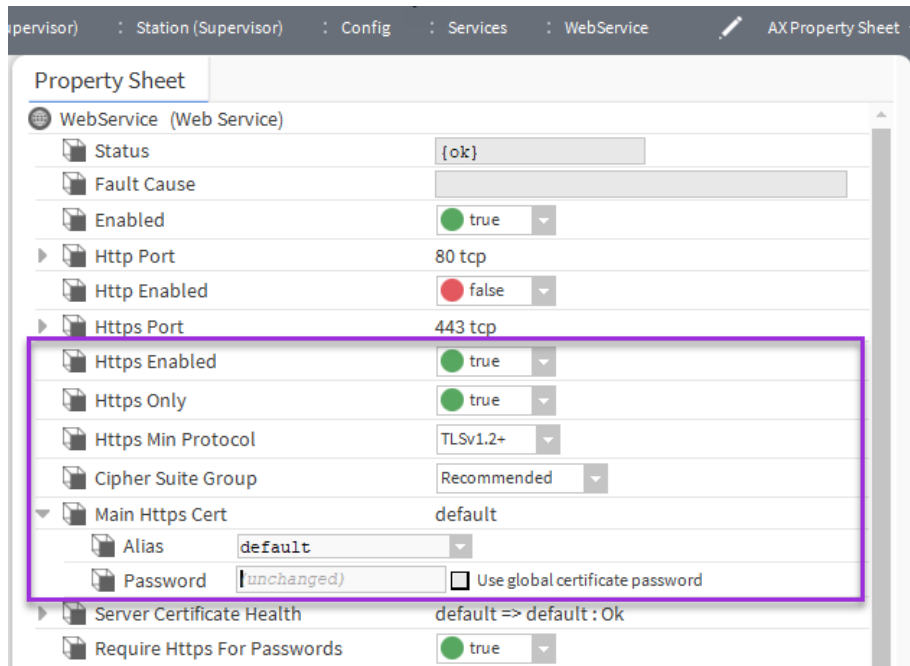 pervisor) : Station (Supervisor) : Config : Services : WebService AX Property Sheet
Property Sheet
WebService (Web Service)
Status {ok}
Fault Cause
Enabled true
Http Port 80 tcp
Http Enabled false
Https Port 443 tcp
Https Enabled true
Https Only true
Https Min Protocol TLSv1.2+
Cipher Suite Group Recommended
Main Https Cert default
Alias default
Password (unchanged) Use global certificate password
Server Certificate Health default => default : Ok
Require Https For Passwords true